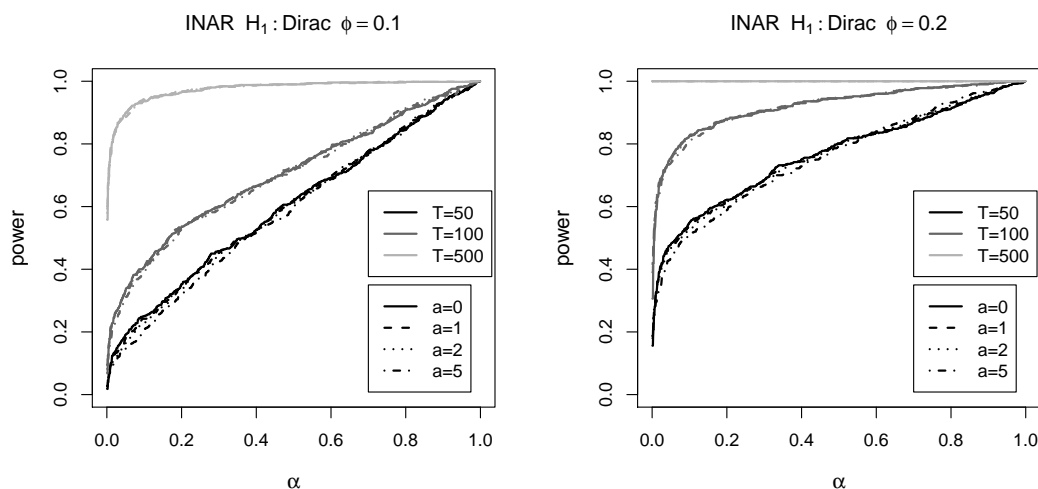 INAR H₁ : Dirac ϕ = 0.1
power
1.0
0.8
0.6
0.4
0.2
0.0
T=50
T=100
T=500
a=0
a=1
a=2
a=5
0.0 0.2 0.4 0.6 0.8 1.0
α
INAR H₁ : Dirac ϕ = 0.2
power
1.0
0.8
0.6
0.4
0.2
0.0
T=50
T=100
T=500
a=0
a=1
a=2
a=5
0.0 0.2 0.4 0.6 0.8 1.0
α